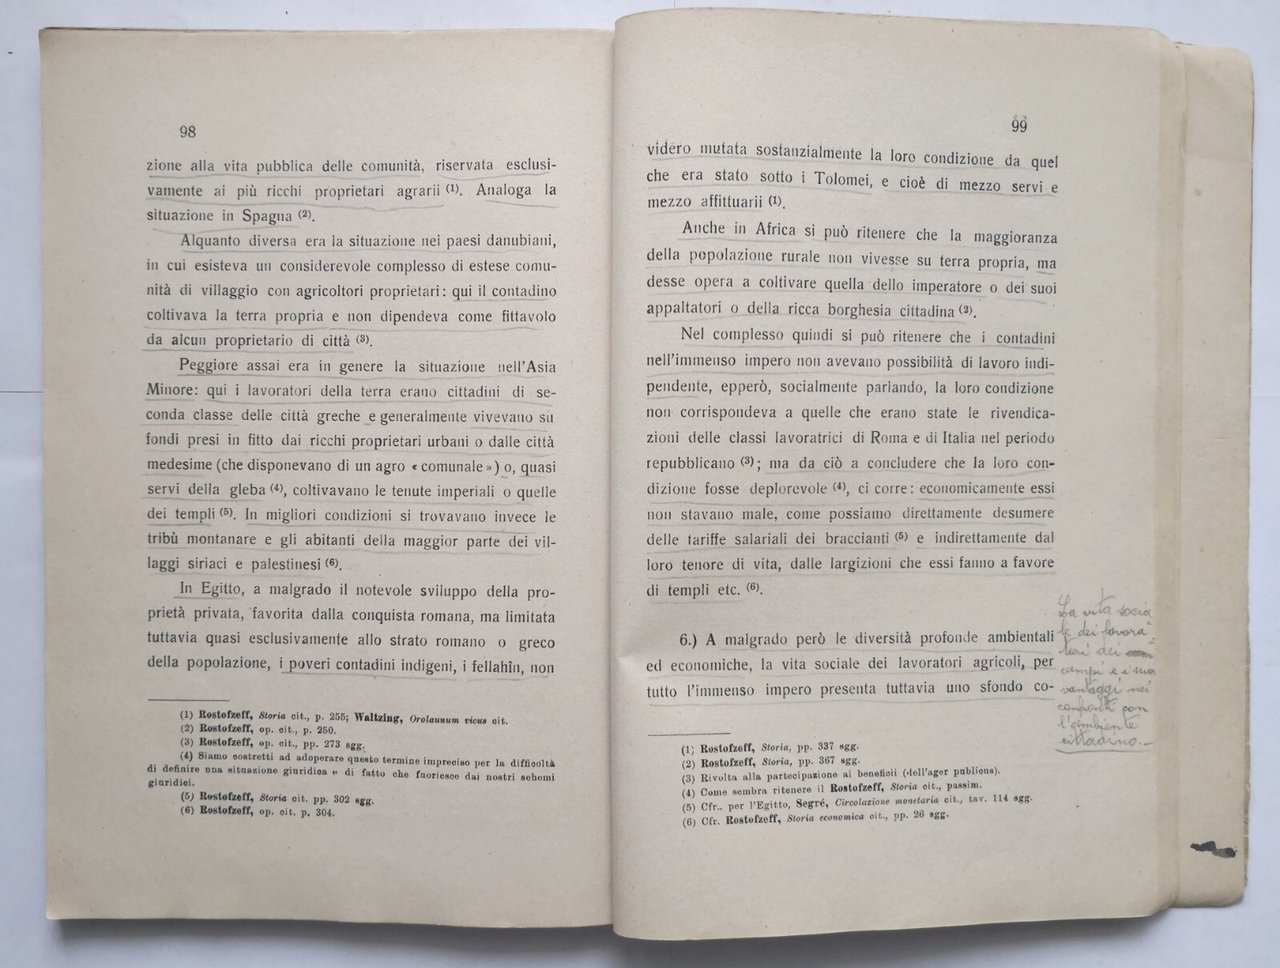 98
zione alla vita pubblica delle comunità, riservata esclusi-
vamente ai più ricchi proprietari agrarii (1). Analoga la
situazione in Spagna (2).
Alquanto diversa era la situazione nei paesi danubiani,
in cui esisteva un considerevole complesso di estese comu-
nità di villaggio con agricoltori proprietari: qui il contadino
coltivava la terra propria e non dipendeva come fittavolo
da alcun proprietario di città (3).
Peggiore assai era in genere la situazione nell'Asia
Minore: qui i lavoratori della terra erano cittadini di se-
conda classe delle città greche e generalmente vivevano su
fondi presi in fitto dai ricchi proprietari urbani o dalle città
medesime (che disponevano di un agro « comunale ») o, quasi
servi della gleba (4), coltivavano le tenute imperiali o quelle
dei templi (5). In migliori condizioni si trovavano invece le
tribù montanare e gli abitanti della maggior parte dei vil-
laggi siriaci e palestinesi (6).
In Egitto, a malgrado il notevole sviluppo della pro-
prietà privata, favorita dalla conquista romana, ma limitata
tuttavia quasi esclusivamente allo strato romano o greco
della popolazione, i poveri contadini indigeni, i fellahîn, non
(1) Rostofzeff, Storia cit., p. 255; Waltzing, Orolaunum vicus cit.
(2) Rostofzeff, op. cit., p. 250.
(3) Rostofzeff, op. cit., pp. 273 sgg.
(4) Siamo costretti ad adoperare questo termine impreciso per la difficoltà
di definire una situazione giuridica e di fatto che fuoriesce dai nostri schemi
giuridici.
(5) Rostofzeff, Storia cit. pp. 302 sgg.
(6) Rostofzeff, op. cit. p. 304.
99
videro mutata sostanzialmente la loro condizione da quel
che era stato sotto i Tolomei, e cioè di mezzo servi e
mezzo affittuarii (1).
Anche in Africa si può ritenere che la maggioranza
della popolazione rurale non vivesse su terra propria, ma
desse opera a coltivare quella dello imperatore o dei suoi
appaltatori o della ricca borghesia cittadina (2).
Nel complesso quindi si può ritenere che i contadini
nell'immenso impero non avevano possibilità di lavoro indi-
pendente, epperò, socialmente parlando, la loro condizione
non corrispondeva a quelle che erano state le rivendica-
zioni delle classi lavoratrici di Roma e di Italia nel periodo
repubblicano (3); ma da ciò a concludere che la loro con-
dizione fosse deplorevole (4), ci corre: economicamente essi
non stavano male, come possiamo direttamente desumere
delle tariffe salariali dei braccianti (5) e indirettamente dal
loro tenore di vita, dalle largizioni che essi fanno a favore
di templi etc. (6).
6.) A malgrado però le diversità profonde ambientali
ed economiche, la vita sociale dei lavoratori agricoli, per
tutto l'immenso impero presenta tuttavia uno sfondo co-
(1) Rostofzeff, Storia, pp. 337 sgg.
(2) Rostofzeff, Storia, pp. 367 sgg.
(3) Rivolta alla partecipazione ai beneficii (dell'ager publicus).
(4) Come sembra ritenere il Rostofzeff, Storia cit., passim.
(5) Cfr.. per l'Egitto, Segré, Circolazione monetaria cit., tav. 114 sgg.
(6) Cfr. Rostofzeff, Storia economica cit., pp. 26 sgg.
La vita socia
le dei lavora-
tori dei
campi e i suoi
vantaggi nei
confronti con
l'ambiente
cittadino.-